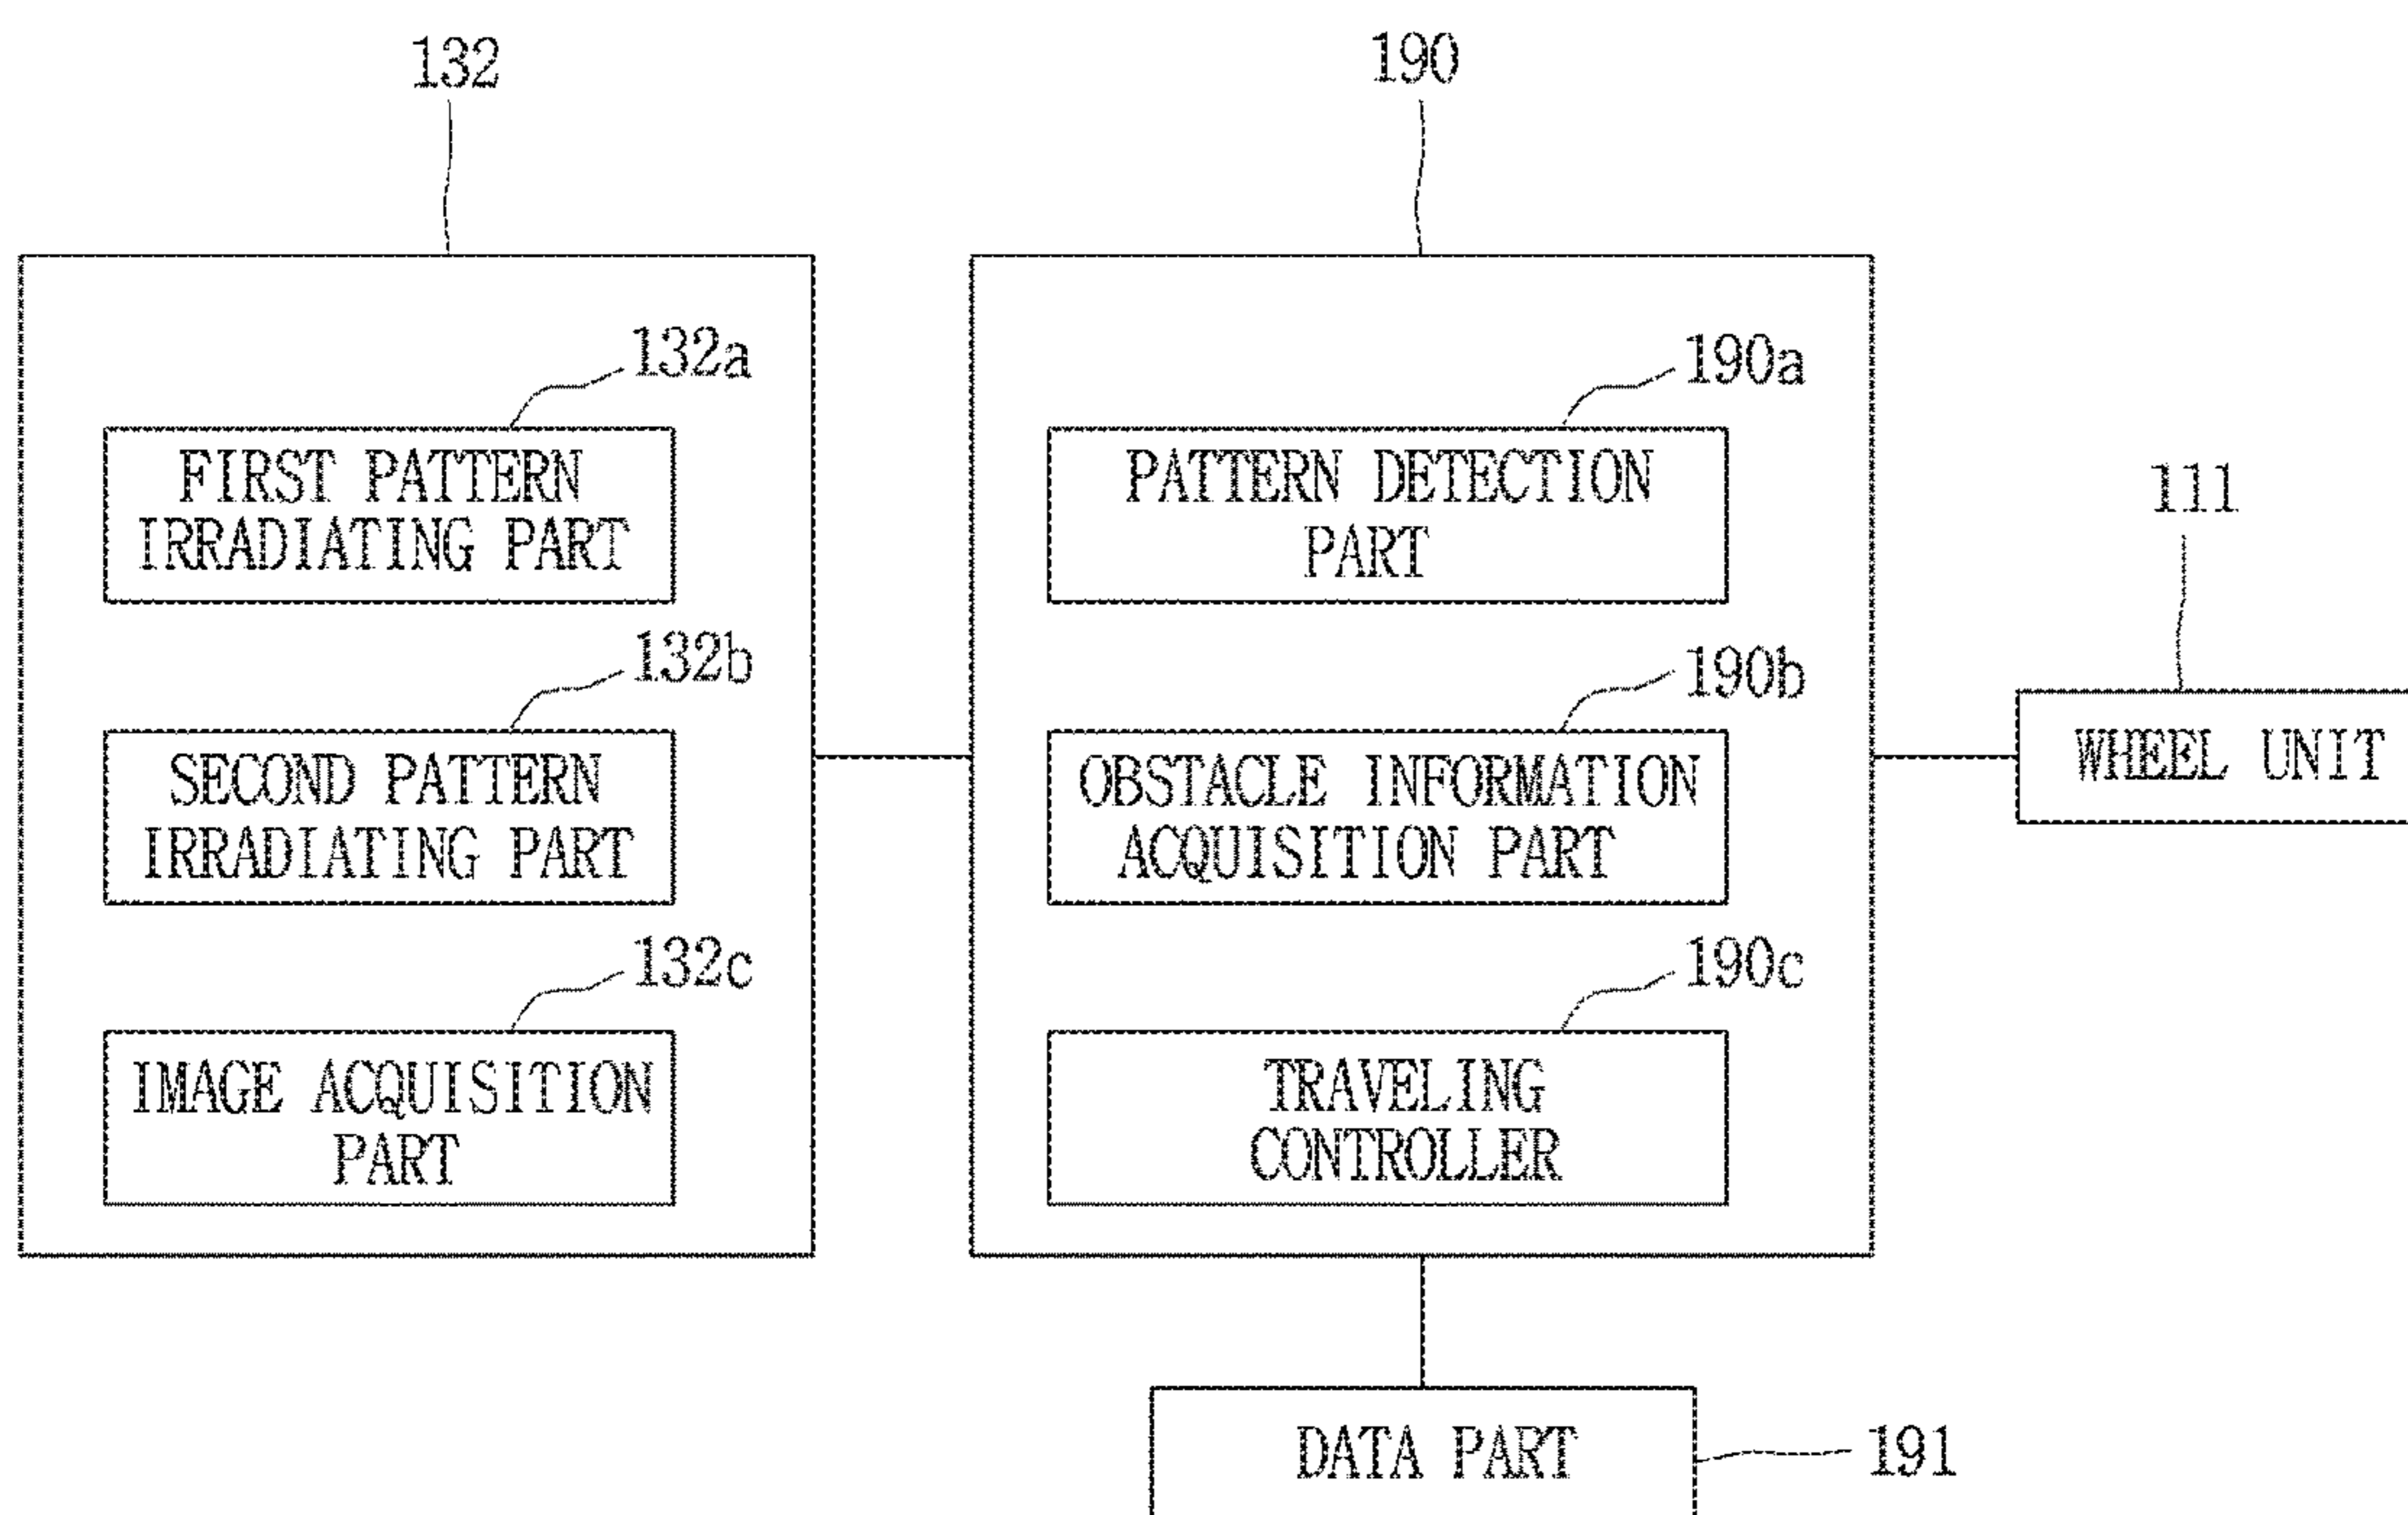 132
190
132a
FIRST PATTERN
IRRADIATING PART
132b
SECOND PATTERN
IRRADIATING PART
132c
IMAGE ACQUISITION
PART
190a
PATTERN DETECTION
PART
190b
OBSTACLE INFORMATION
ACQUISITION PART
190c
TRAVELING
CONTROLLER
111
WHEEL UNIT
DATA PART
191